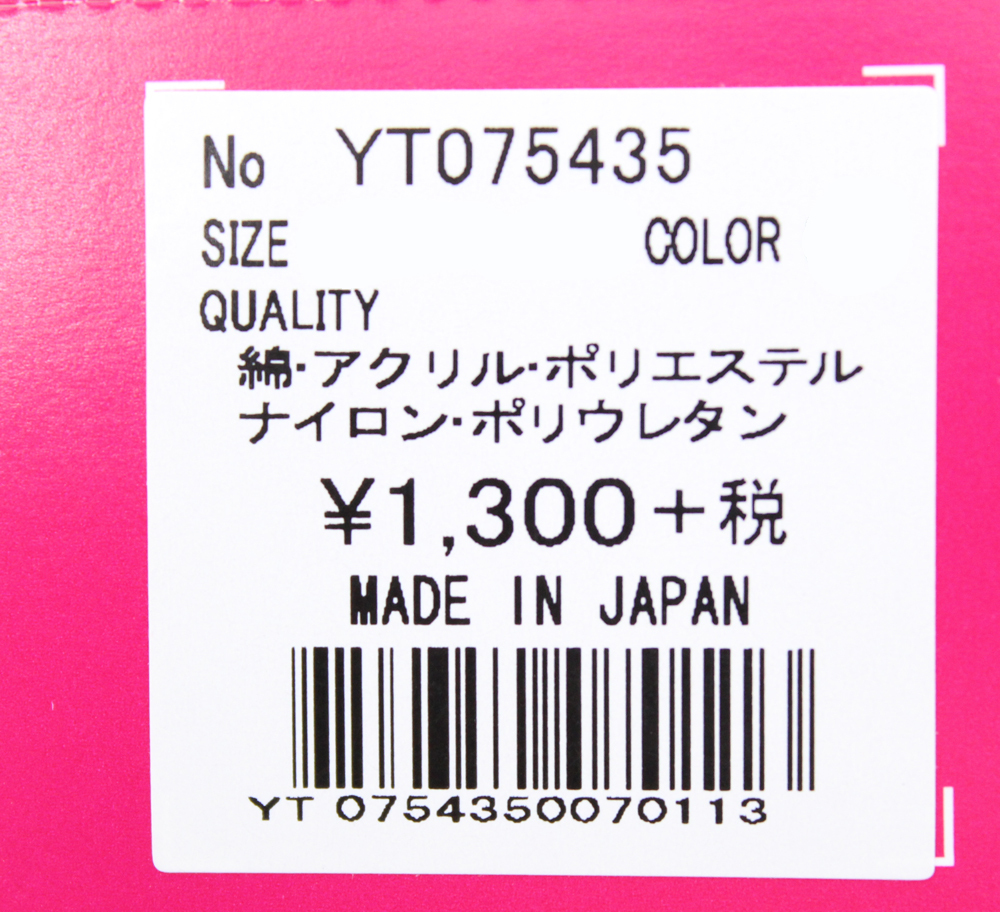 No YT075435
SIZE COLOR
QUALITY
綿·アクリル·ポリエステル
ナイロン·ポリウレタン
¥1,300+税
MADE IN JAPAN
YT 0754350070113